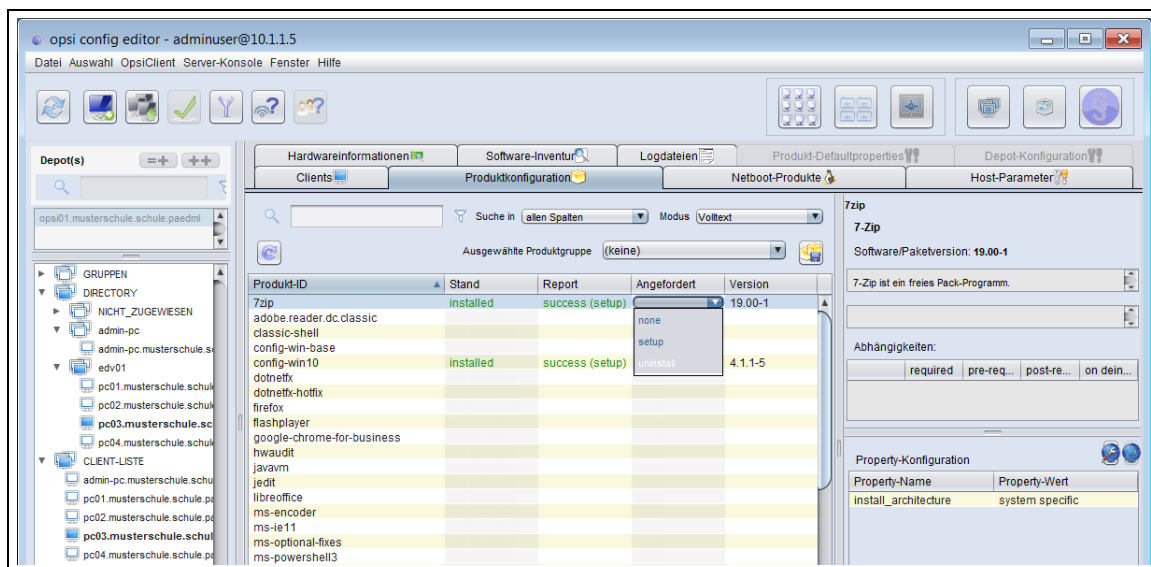 opsi config editor - adminuser@10.1.1.5
Datei Auswahl OpsiClient Server-Konsole Fenster Hilfe
Depot(s)
opsi01.musterschule.schule.paedml
GRUPPEN
DIRECTORY
NICHT_ZUGEWIESEN
admin-pc
admin-pc.musterschule.s
edv01
pc01.musterschule.schul
pc02.musterschule.schul
pc03.musterschule.sc
pc04.musterschule.schul
CLIENT-LISTE
admin-pc.musterschule.schu
pc01.musterschule.schule.pa
pc02.musterschule.schule.pa
pc03.musterschule.schul
pc04.musterschule.schule.pa
Hardwareinformationen Software-Inventur Logdateien Produkt-Defaultproperties Depot-Konfiguration
Clients Produktkonfiguration Netboot-Produkte Host-Parameter
Suche in allen Spalten Modus Volltext
Ausgewählte Produktgruppe (keine)
Produkt-ID Stand Report Angefordert Version
7zip installed success (setup) 19.00-1
adobe.reader.dc.classic
classic-shell
config-win-base
config-win10 installed success (setup) 4.1.1-5
dotnetfx
dotnetfx-hotfix
firefox
flashplayer
google-chrome-for-business
hwaudit
javavm
jedit
libreoffice
ms-encoder
ms-ie11
ms-optional-fixes
ms-powershell3
none
setup
uninstall
7zip
7-Zip
Software/Paketversion: 19.00-1
7-Zip ist ein freies Pack-Programm.
Abhängigkeiten:
required pre-req... post-re... on dein...
Property-Konfiguration
Property-Name Property-Wert
install_architecture system specific